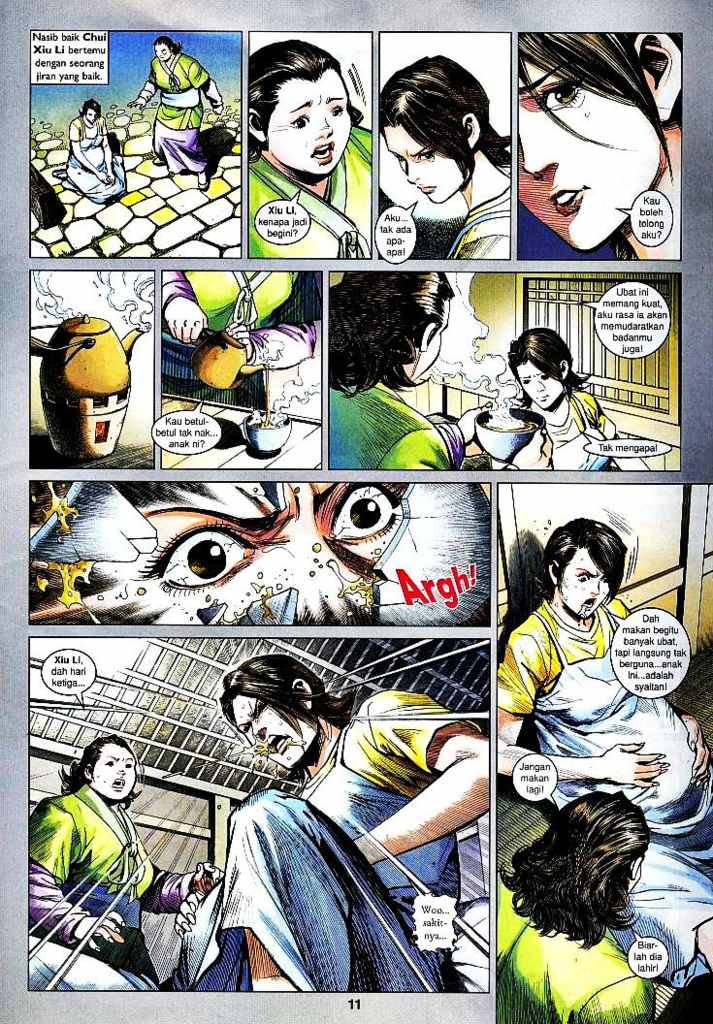 Nasib baik Chui
Xiu Li bertemu
dengan seorang
jiran yang baik.
Xiu Li,
kenapa jadi
begini?
Aku...
tak ada
apa-
apa!
Kau
boleh
tolong
aku?
Kau betul-
betul tak nak...
anak ni?
Ubat ini
memang kuat,
aku rasa ia akan
memudaratkan
badanmu
juga!
Tak mengapa!
Argh!
Dah
makan begitu
banyak ubat,
tapi langsung tak
berguna...anak
ini...adalah
syaitan!
Jangan
makan
lagi!
Biar-
lah dia
lahir!
Xiu Li,
dah hari
ketiga...
Woo...
sakit-
nya...
11